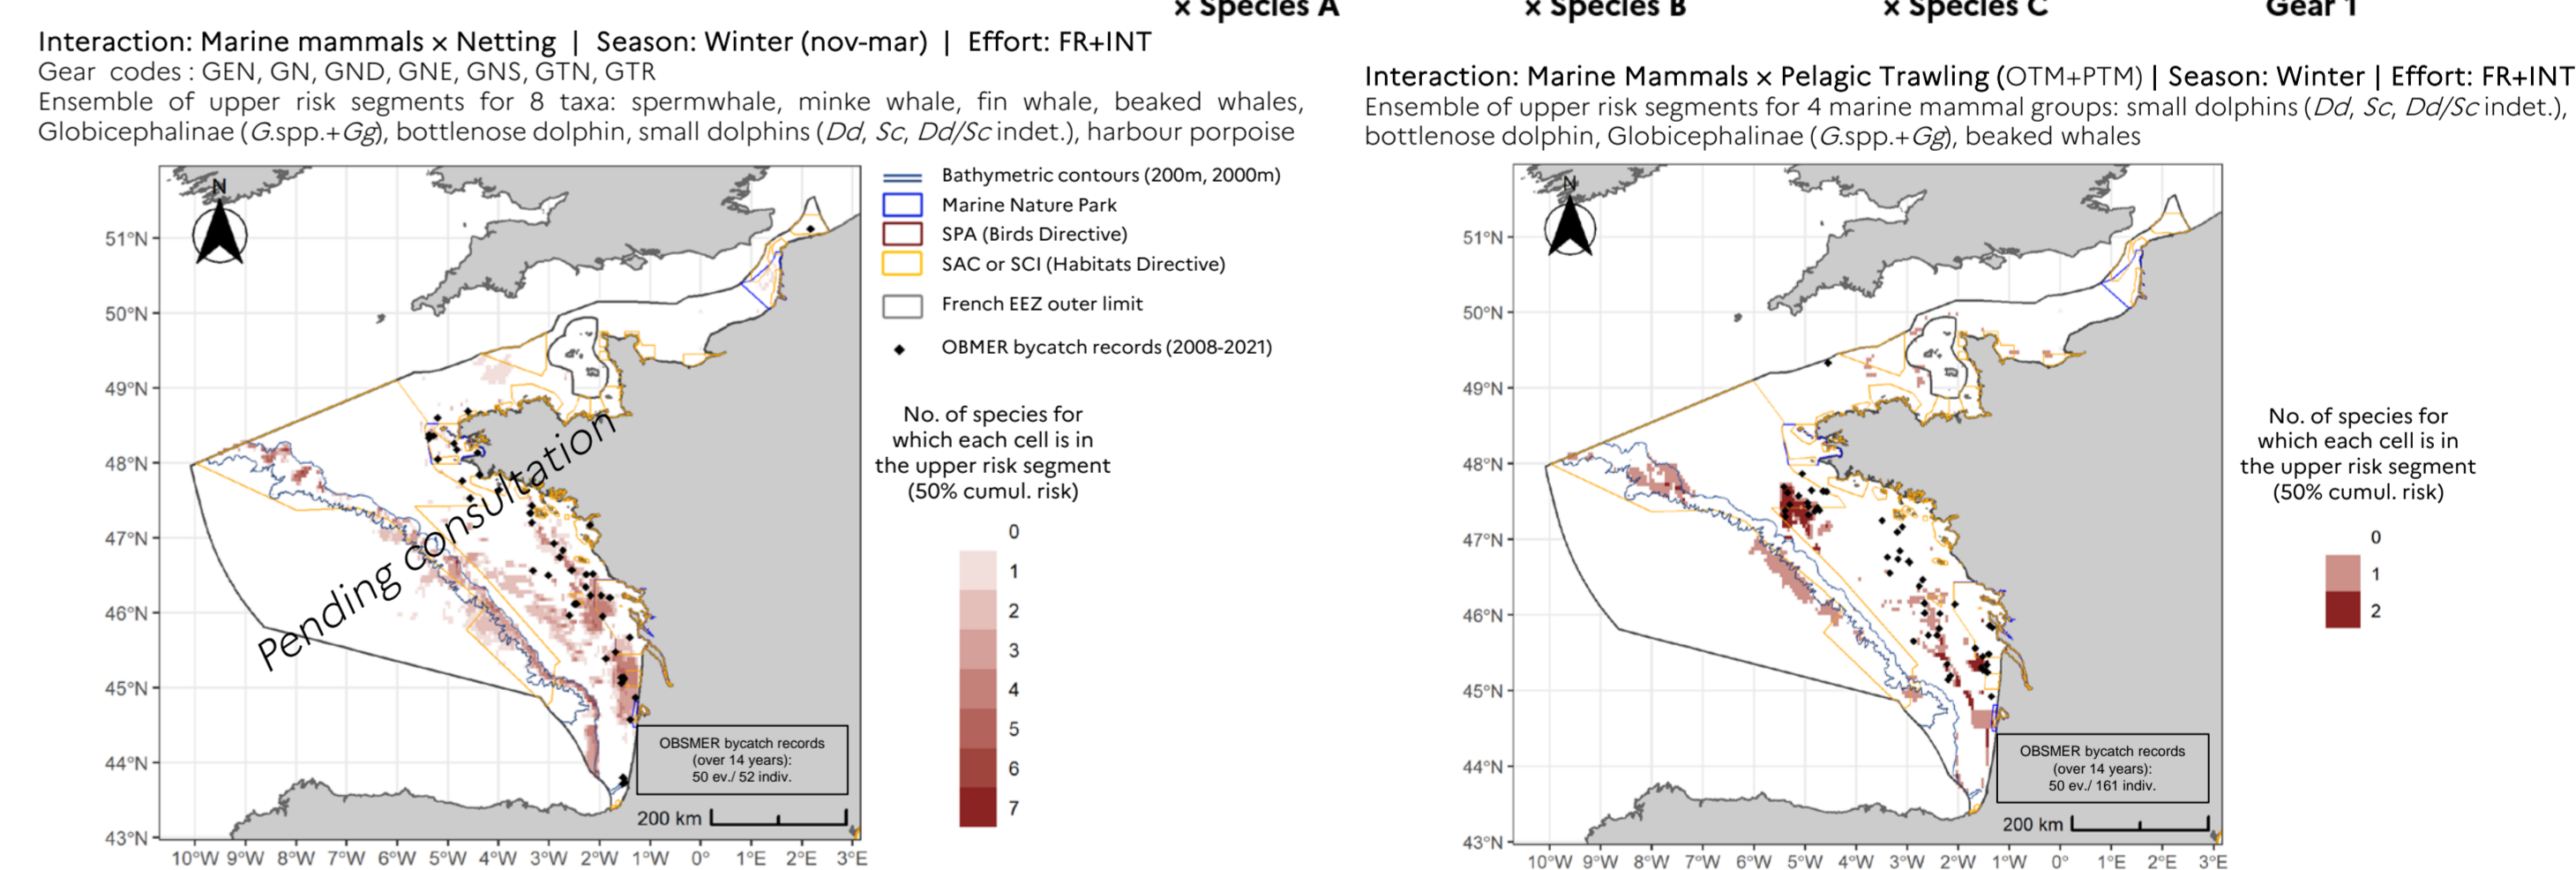 x Species A
x Species B
x Species C
Gear 1
Interaction: Marine mammals x Netting | Season: Winter (nov-mar) | Effort: FR+INT
Gear codes : GEN, GN, GND, GNE, GNS, GTN, GTR
Ensemble of upper risk segments for 8 taxa: spermwhale, minke whale, fin whale, beaked whales,
Globicephalinae (G.spp.+Gg), bottlenose dolphin, small dolphins (Dd, Sc, Dd/Sc indet.), harbour porpoise
N
51°N
50°N
49°N
48°N
47°N
46°N
45°N
44°N
43°N
10°W 9°W 8°W 7°W 6°W 5°W 4°W 3°W 2°W 1°W 0° 1°E 2°E 3°E
Pending consultation
OBSMER bycatch records
(over 14 years):
50 ev./ 52 indiv.
200 km
Bathymetric contours (200m, 2000m)
Marine Nature Park
SPA (Birds Directive)
SAC or SCI (Habitats Directive)
French EEZ outer limit
OBMER bycatch records (2008-2021)
No. of species for
which each cell is in
the upper risk segment
(50% cumul. risk)
0
1
2
3
4
5
6
7
Interaction: Marine Mammals x Pelagic Trawling (OTM+PTM) | Season: Winter | Effort: FR+INT
Ensemble of upper risk segments for 4 marine mammal groups: small dolphins (Dd, Sc, Dd/Sc indet.),
bottlenose dolphin, Globicephalinae (G.spp.+Gg), beaked whales
N
51°N
50°N
49°N
48°N
47°N
46°N
45°N
44°N
43°N
10°W 9°W 8°W 7°W 6°W 5°W 4°W 3°W 2°W 1°W 0° 1°E 2°E 3°E
OBSMER bycatch records
(over 14 years):
50 ev./ 161 indiv.
200 km
No. of species for
which each cell is in
the upper risk segment
(50% cumul. risk)
0
1
2